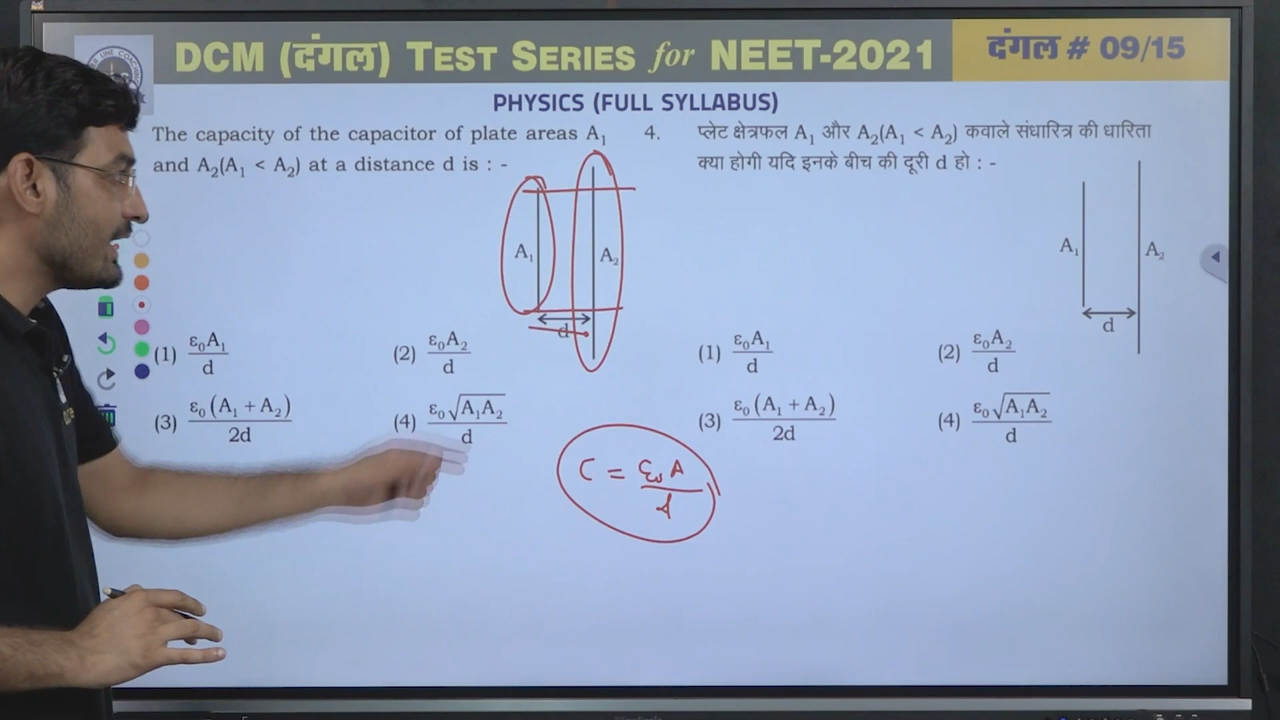 DCM (दंगल) TEST SERIES for NEET-2021
दंगल # 09/15
PHYSICS (FULL SYLLABUS)
The capacity of the capacitor of plate areas A₁
and A₂(A₁ < A₂) at a distance d is : -
A₁
A₂
d
(1) ε₀A₁/d
(2) ε₀A₂/d
(3) ε₀(A₁ + A₂)/2d
(4) ε₀√A₁A₂/d
4. प्लेट क्षेत्रफल A₁ और A₂(A₁ < A₂) कवाले संधारित्र की धारिता
क्या होगी यदि इनके बीच की दूरी d हो : -
A₁
A₂
d
(1) ε₀A₁/d
(2) ε₀A₂/d
(3) ε₀(A₁ + A₂)/2d
(4) ε₀√A₁A₂/d
C = ε₀A/d